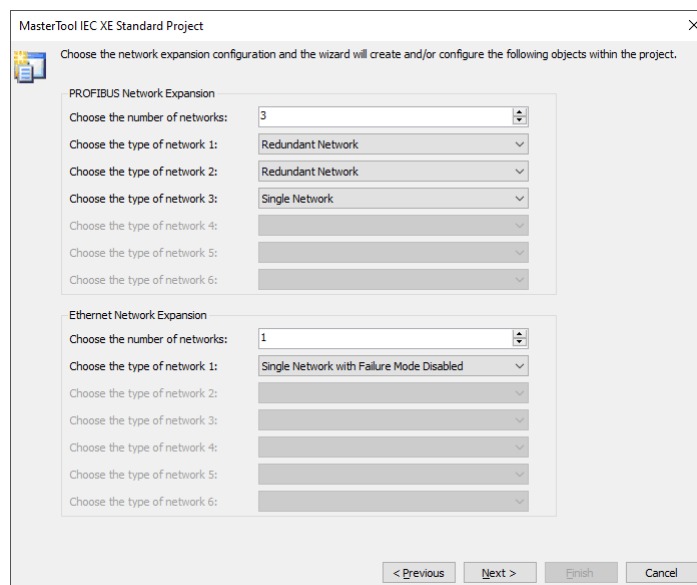 MasterTool IEC XE Standard Project
Choose the network expansion configuration and the wizard will create and/or configure the following objects within the project.
PROFIBUS Network Expansion
Choose the number of networks: 3
Choose the type of network 1: Redundant Network
Choose the type of network 2: Redundant Network
Choose the type of network 3: Single Network
Choose the type of network 4:
Choose the type of network 5:
Choose the type of network 6:
Ethernet Network Expansion
Choose the number of networks: 1
Choose the type of network 1: Single Network with Failure Mode Disabled
Choose the type of network 2:
Choose the type of network 3:
Choose the type of network 4:
Choose the type of network 5:
Choose the type of network 6:
< Previous Next > Finish Cancel